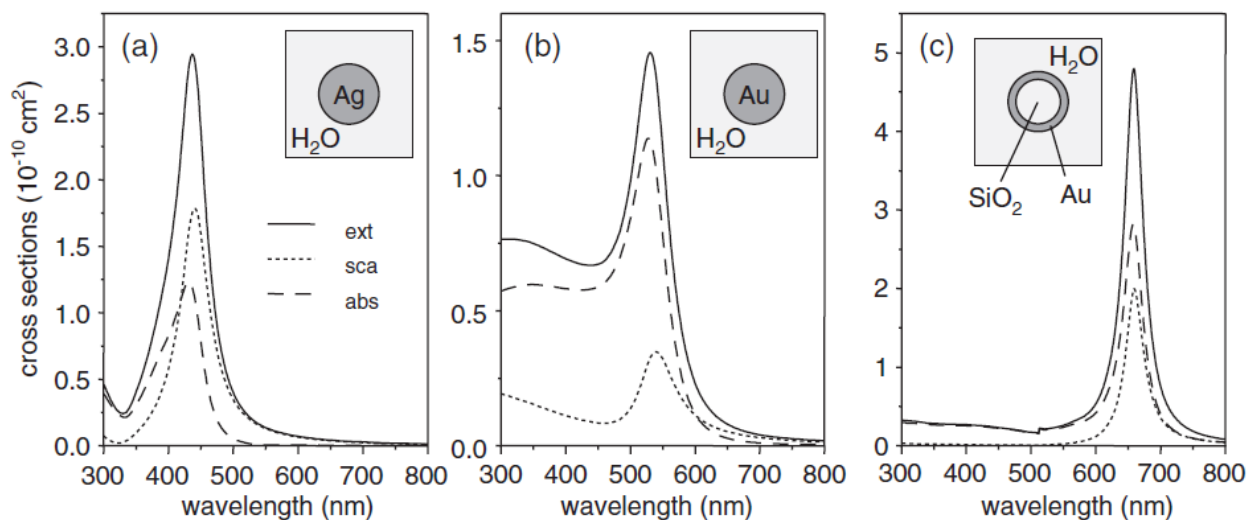 cross sections (10⁻¹⁰ cm²)
3.0
2.5
2.0
1.5
1.0
0.5
0.0
(a)
Ag
H₂O
ext
sca
abs
300 400 500 600 700 800
wavelength (nm)
1.5
1.0
0.5
0.0
(b)
Au
H₂O
300 400 500 600 700 800
wavelength (nm)
5
4
3
2
1
0
(c)
H₂O
SiO₂
Au
300 400 500 600 700 800
wavelength (nm)